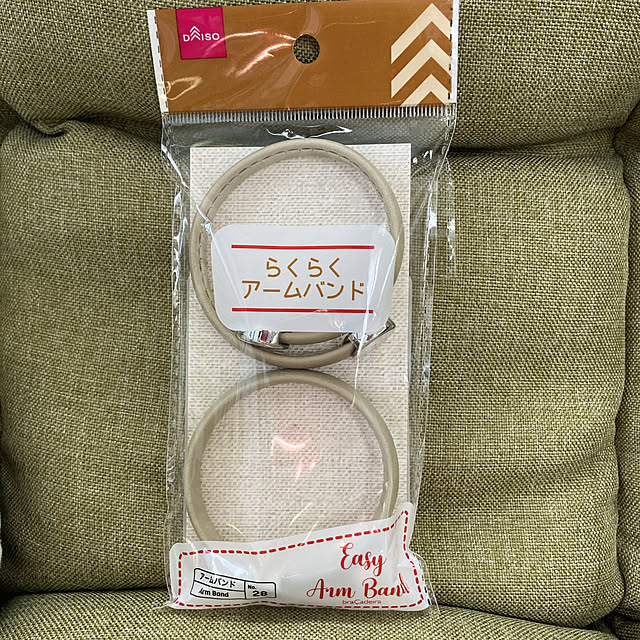 DAISO
らくらく
アームバンド
Easy
Arm Band
braCadeira
アームバンド
Arm Band
No.
28